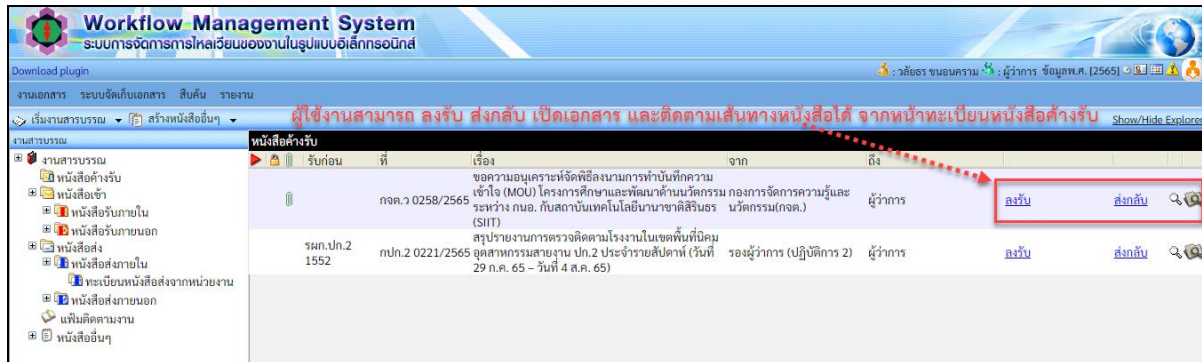 Workflow Management System
ระบบการจัดการการไหลเวียนของงานในรูปแบบอิเล็กทรอนิกส์
Download plugin
: วลัยธร ขนอนคราม : ผู้ว่าการ ข้อมูลพ.ศ. [2565]
งานเอกสาร ระบบจัดเก็บเอกสาร สืบค้น รายงาน
เริ่มงานสารบรรณ สร้างหนังสืออื่นๆ
ผู้ใช้งานสามารถ ลงรับ ส่งกลับ เปิดเอกสาร และติดตามเส้นทางหนังสือได้ จากหน้าทะเบียนหนังสือค้างรับ
Show/Hide Explorer
งานสารบรรณ
หนังสือค้างรับ
งานสารบรรณ
หนังสือค้างรับ
หนังสือเข้า
หนังสือรับภายใน
หนังสือรับภายนอก
หนังสือส่ง
หนังสือส่งภายใน
ทะเบียนหนังสือส่งจากหน่วยงาน
หนังสือส่งภายนอก
แฟ้มติดตามงาน
หนังสืออื่นๆ
รับก่อน ที่ เรื่อง จาก ถึง
กจต.ว 0258/2565
ขอความอนุเคราะห์จัดพิธีลงนามการทำบันทึกความ
เข้าใจ (MOU) โครงการศึกษาและพัฒนาด้านนวัตกรรม
ระหว่าง กนอ. กับสถาบันเทคโนโลยีนานาชาติสิรินธร
(SIIT)
กองการจัดการความรู้และ
นวัตกรรม(กจต.)
ผู้ว่าการ
ลงรับ ส่งกลับ
รผก.ปก.2
1552
กปก.2 0221/2565
สรุปรายงานการตรวจติดตามโรงงานในเขตพื้นที่นิคม
อุตสาหกรรมสายงาน ปก.2 ประจำรายสัปดาห์ (วันที่
29 ก.ค. 65 – วันที่ 4 ส.ค. 65)
รองผู้ว่าการ (ปฏิบัติการ 2)
ผู้ว่าการ
ลงรับ ส่งกลับ